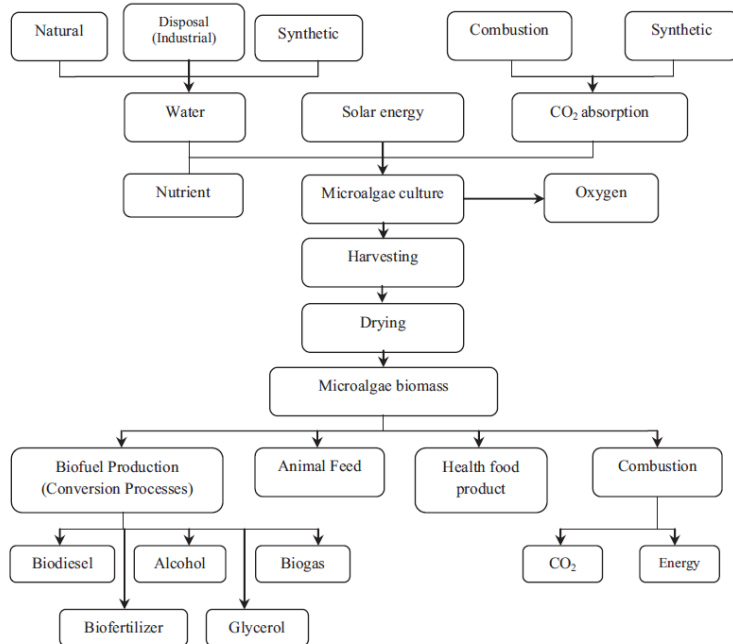 Natural
Disposal
(Industrial)
Synthetic
Combustion
Synthetic
Water
Solar energy
CO₂ absorption
Nutrient
Microalgae culture
Oxygen
Harvesting
Drying
Microalgae biomass
Biofuel Production
(Conversion Processes)
Animal Feed
Health food
product
Combustion
Biodiesel
Alcohol
Biogas
CO₂
Energy
Biofertilizer
Glycerol